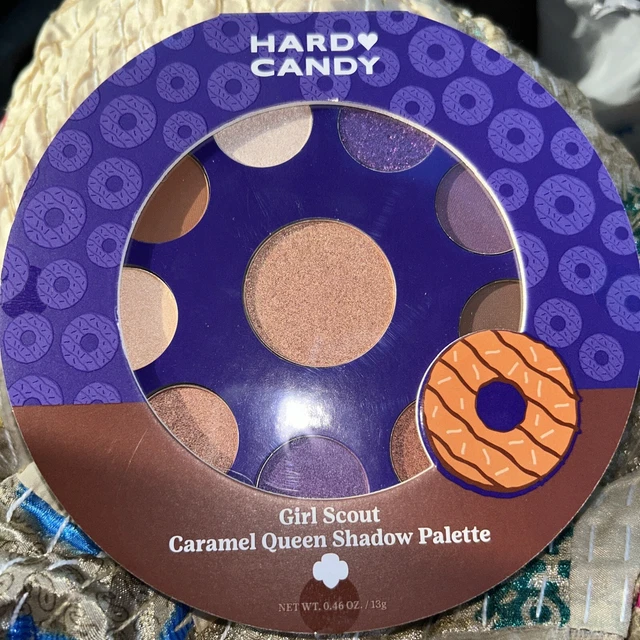 HARD♥
CANDY
Girl Scout
Caramel Queen Shadow Palette
NET WT. 0.46 OZ. / 13g